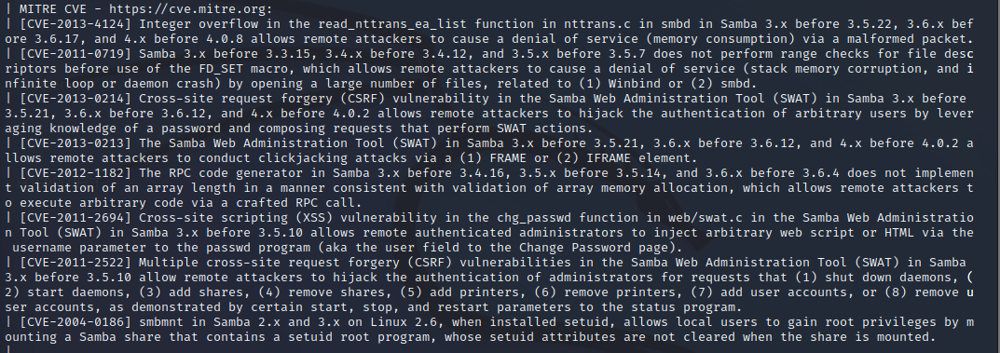 | MITRE CVE - https://cve.mitre.org:
| [CVE-2013-4124] Integer overflow in the read_nttrans_ea_list function in nttrans.c in smbd in Samba 3.x before 3.5.22, 3.6.x bef
ore 3.6.17, and 4.x before 4.0.8 allows remote attackers to cause a denial of service (memory consumption) via a malformed packet.
| [CVE-2011-0719] Samba 3.x before 3.3.15, 3.4.x before 3.4.12, and 3.5.x before 3.5.7 does not perform range checks for file desc
riptors before use of the FD_SET macro, which allows remote attackers to cause a denial of service (stack memory corruption, and i
nfinite loop or daemon crash) by opening a large number of files, related to (1) Winbind or (2) smbd.
| [CVE-2013-0214] Cross-site request forgery (CSRF) vulnerability in the Samba Web Administration Tool (SWAT) in Samba 3.x before
3.5.21, 3.6.x before 3.6.12, and 4.x before 4.0.2 allows remote attackers to hijack the authentication of arbitrary users by lever
aging knowledge of a password and composing requests that perform SWAT actions.
| [CVE-2013-0213] The Samba Web Administration Tool (SWAT) in Samba 3.x before 3.5.21, 3.6.x before 3.6.12, and 4.x before 4.0.2 a
llows remote attackers to conduct clickjacking attacks via a (1) FRAME or (2) IFRAME element.
| [CVE-2012-1182] The RPC code generator in Samba 3.x before 3.4.16, 3.5.x before 3.5.14, and 3.6.x before 3.6.4 does not implemen
t validation of an array length in a manner consistent with validation of array memory allocation, which allows remote attackers t
o execute arbitrary code via a crafted RPC call.
| [CVE-2011-2694] Cross-site scripting (XSS) vulnerability in the chg_passwd function in web/swat.c in the Samba Web Administratio
n Tool (SWAT) in Samba 3.x before 3.5.10 allows remote authenticated administrators to inject arbitrary web script or HTML via the
 username parameter to the passwd program (aka the user field to the Change Password page).
| [CVE-2011-2522] Multiple cross-site request forgery (CSRF) vulnerabilities in the Samba Web Administration Tool (SWAT) in Samba
3.x before 3.5.10 allow remote attackers to hijack the authentication of administrators for requests that (1) shut down daemons, (
2) start daemons, (3) add shares, (4) remove shares, (5) add printers, (6) remove printers, (7) add user accounts, or (8) remove u
ser accounts, as demonstrated by certain start, stop, and restart parameters to the status program.
| [CVE-2004-0186] smbmnt in Samba 2.x and 3.x on Linux 2.6, when installed setuid, allows local users to gain root privileges by m
ounting a Samba share that contains a setuid root program, whose setuid attributes are not cleared when the share is mounted.
|